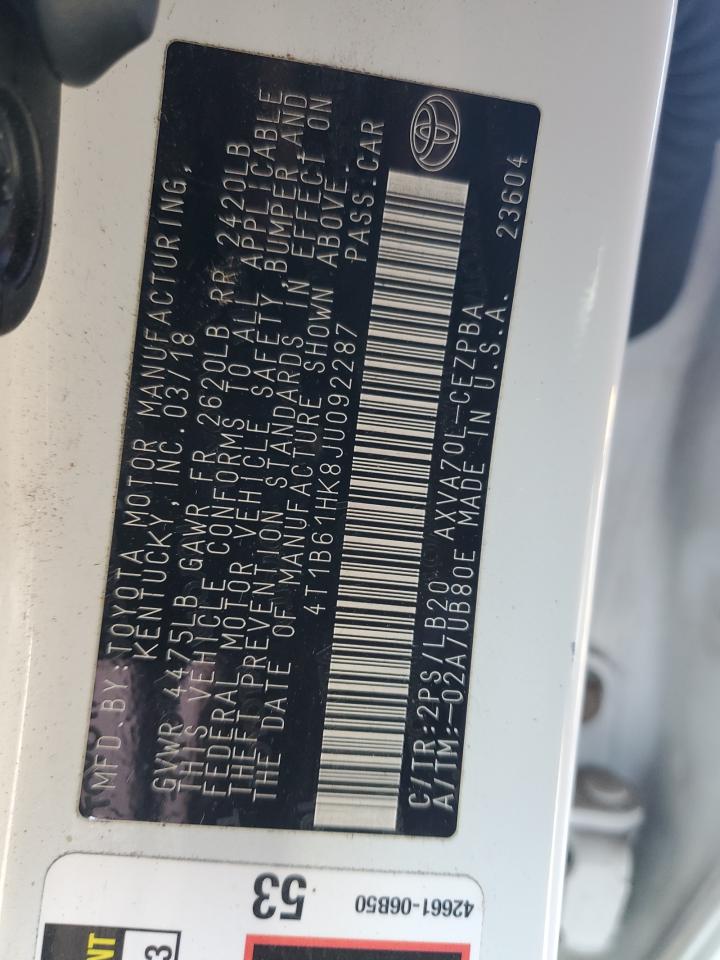 MFD.BY:TOYOTA MOTOR MANUFACTURING,
KENTUCKY, INC. 03/18
GVWR 4475LB GAWR FR 2620LB RR 2420LB
THIS VEHICLE CONFORMS TO ALL APPLICABLE
FEDERAL MOTOR VEHICLE SAFETY,BUMPER,AND
THEFT PREVENTION STANDARDS IN EFFECT ON
THE DATE OF MANUFACTURE SHOWN ABOVE.
4T1B61HK8JU092287 PASS.CAR
C/TR:2PS/LB20 AXVA70L-CEZPBA
A/TM:-02A7UB80E MADE IN U.S.A. 23604
53
42661-06B50
NT
3